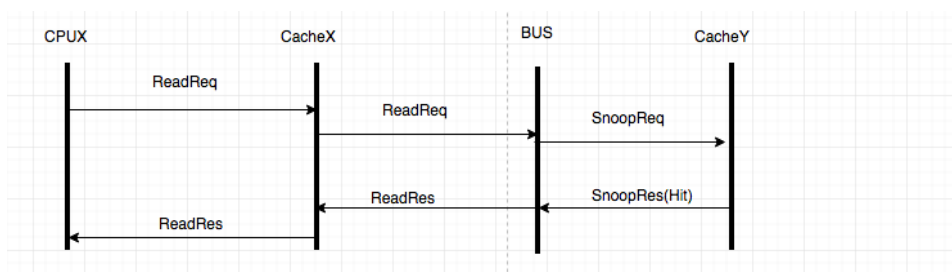 CPUX
CacheX
BUS
CacheY
ReadReq
ReadReq
SnoopReq
ReadRes
SnoopRes(Hit)
ReadRes